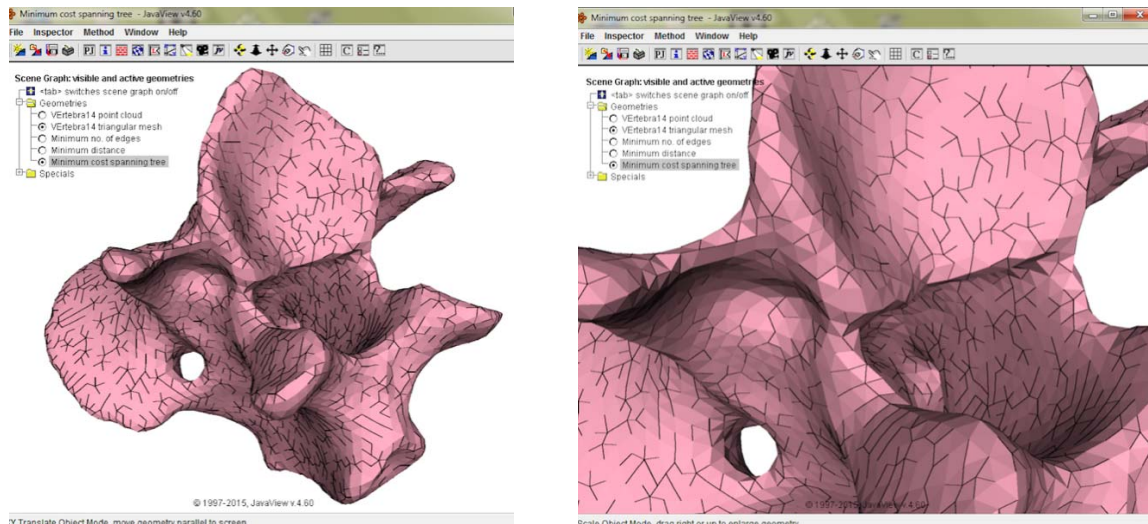 Minimum cost spanning tree - JavaView v4.60
File Inspector Method Window Help
Scene Graph: visible and active geometries
<tab> switches scene graph on/off
Geometries
VErtebra14 point cloud
VErtebra14 triangular mesh
Minimum no. of edges
Minimum distance
Minimum cost spanning tree
Specials
© 1997-2015, JavaView v.4.60
Translate Object Mode, move geometry parallel to screen.
Minimum cost spanning tree - JavaView v4.60
File Inspector Method Window Help
Scene Graph: visible and active geometries
<tab> switches scene graph on/off
Geometries
VErtebra14 point cloud
VErtebra14 triangular mesh
Minimum no. of edges
Minimum distance
Minimum cost spanning tree
Specials
© 1997-2015, JavaView v.4.60
Scale Object Mode, drag right or up to enlarge geometry